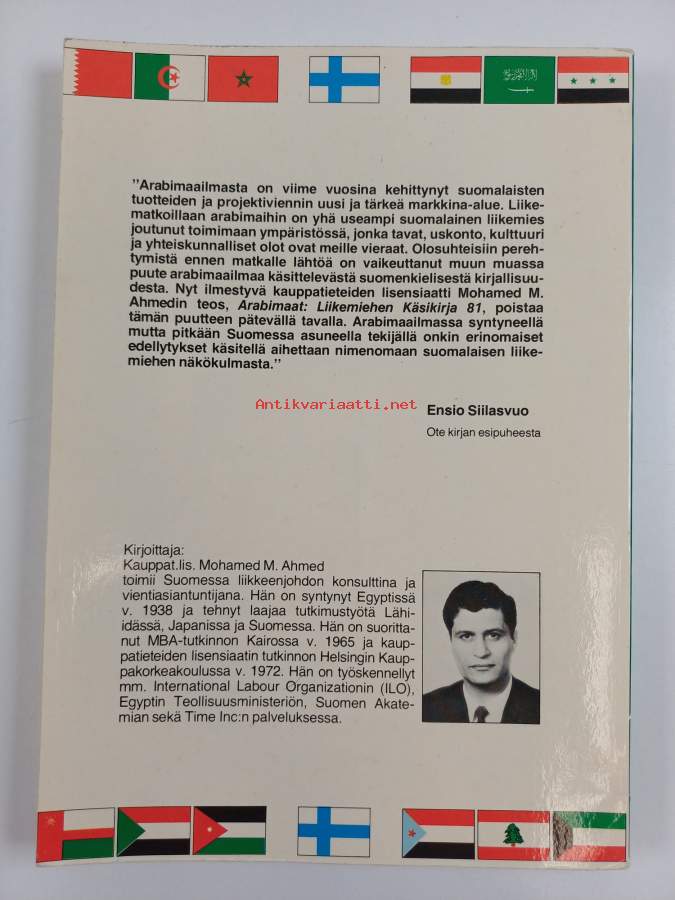 "Arabimaailmasta on viime vuosina kehittynyt suomalaisten
tuotteiden ja projektiviennin uusi ja tärkeä markkina-alue. Liike-
matkoillaan arabimaihin on yhä useampi suomalainen liikemies
joutunut toimimaan ympäristössä, jonka tavat, uskonto, kulttuuri
ja yhteiskunnalliset olot ovat meille vieraat. Olosuhteisiin pereh-
tymistä ennen matkalle lähtöä on vaikeuttanut muun muassa
puute arabimaailmaa käsittelevästä suomenkielisestä kirjallisuu-
desta. Nyt ilmestyvä kauppatieteiden lisensiaatti Mohamed M.
Ahmedin teos, Arabimaat: Liikemiehen Käsikirja 81, poistaa
tämän puutteen pätevällä tavalla. Arabimaailmassa syntyneellä
mutta pitkään Suomessa asuneella tekijällä onkin erinomaiset
edellytykset käsitellä aihettaan nimenomaan suomalaisen liike-
miehen näkökulmasta."
Antikvariaatti.net
Ensio Siilasvuo
Ote kirjan esipuheesta
Kirjoittaja:
Kauppat.lis. Mohamed M. Ahmed
toimii Suomessa liikkeenjohdon konsulttina ja
vientiasiantuntijana. Hän on syntynyt Egyptissä
v. 1938 ja tehnyt laajaa tutkimustyötä Lähi-
idässä, Japanissa ja Suomessa. Hän on suoritta-
nut MBA-tutkinnon Kairossa v. 1965 ja kaup-
patieteiden lisensiaatin tutkinnon Helsingin Kaup-
pakorkeakoulussa v. 1972. Hän on työskennellyt
mm. International Labour Organizationin (ILO),
Egyptin Teollisuusministeriön, Suomen Akate-
mian sekä Time Inc:n palveluksessa.